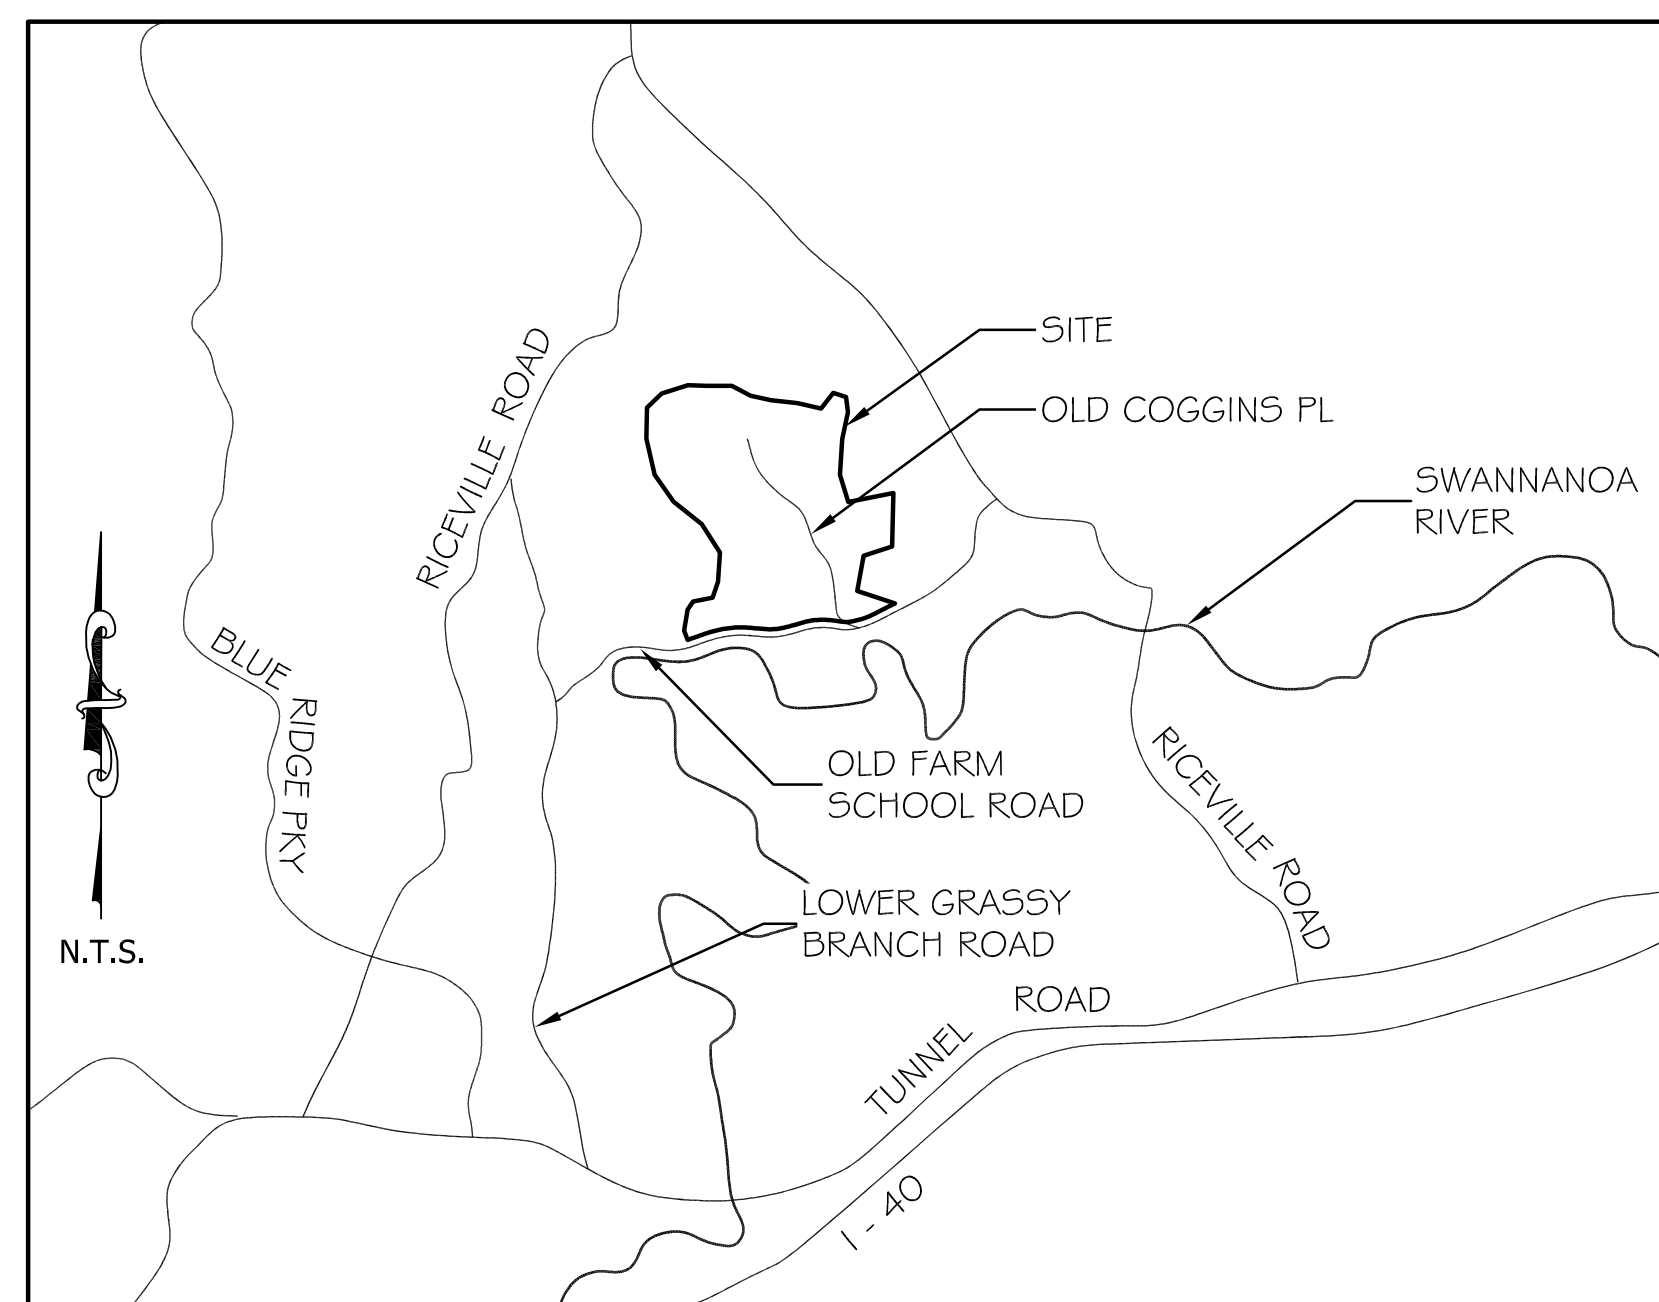 SITE
OLD COGGINS PL
SWANNANOA
RIVER
RICEVILLE ROAD
BLUE
RIDGE PKY
OLD FARM
SCHOOL ROAD
RICEVILLE ROAD
LOWER GRASSY
BRANCH ROAD
N.T.S.
TUNNEL ROAD
I - 40